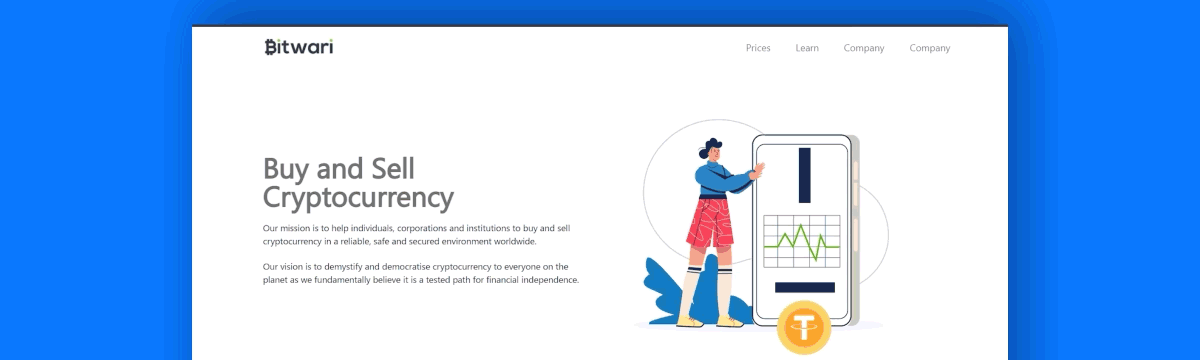 Bitwari
Prices Learn Company Company
Buy and Sell
Cryptocurrency
Our mission is to help individuals, corporations and institutions to buy and sell
cryptocurrency in a reliable, safe and secured environment worldwide.
Our vision is to demystify and democratise cryptocurrency to everyone on the
planet as we fundamentally believe it is a tested path for financial independence.